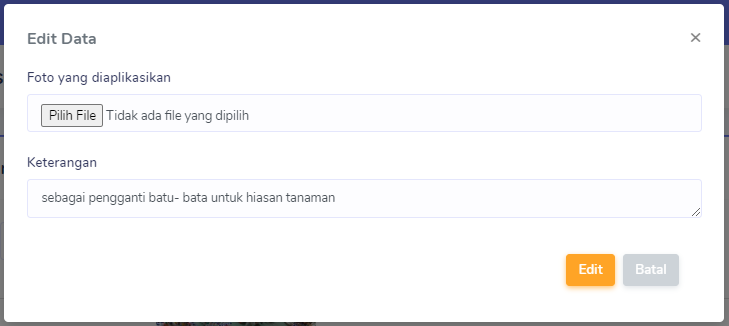 Edit Data ×
Foto yang diaplikasikan
Pilih File Tidak ada file yang dipilih
Keterangan
sebagai pengganti batu- bata untuk hiasan tanaman
Edit Batal